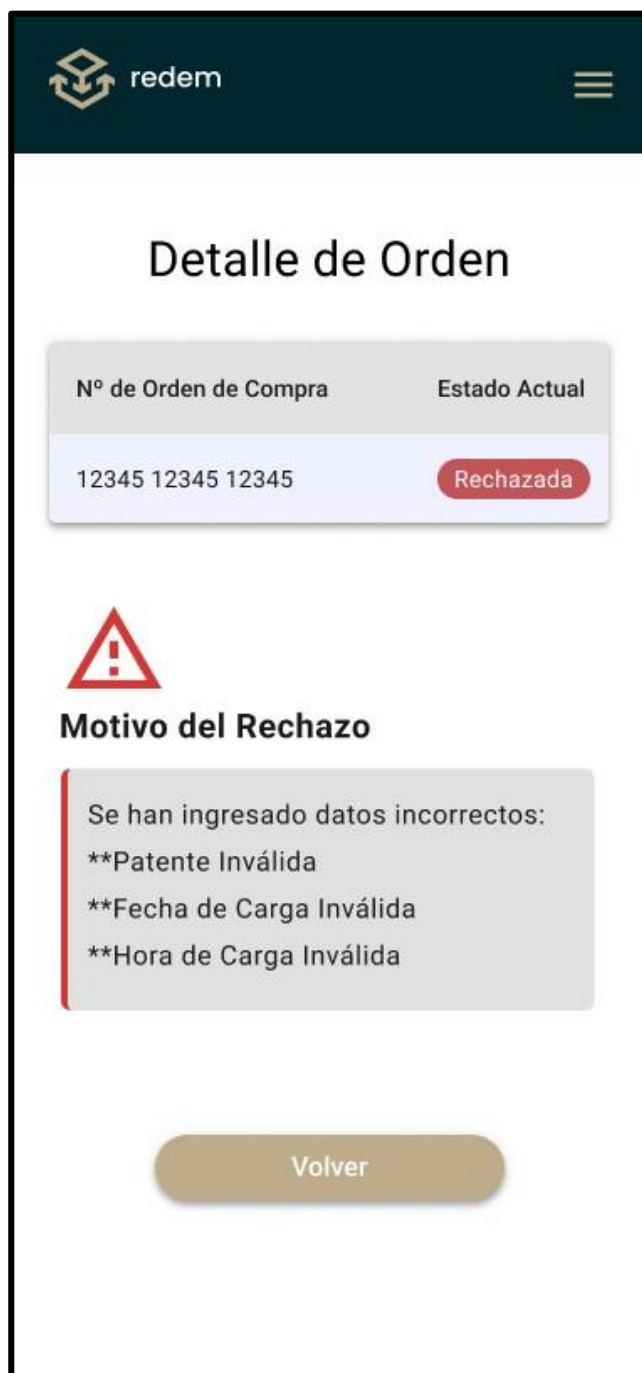 redem
Detalle de Orden
Nº de Orden de Compra Estado Actual
12345 12345 12345 Rechazada
Motivo del Rechazo
Se han ingresado datos incorrectos:
**Patente Inválida
**Fecha de Carga Inválida
**Hora de Carga Inválida
Volver